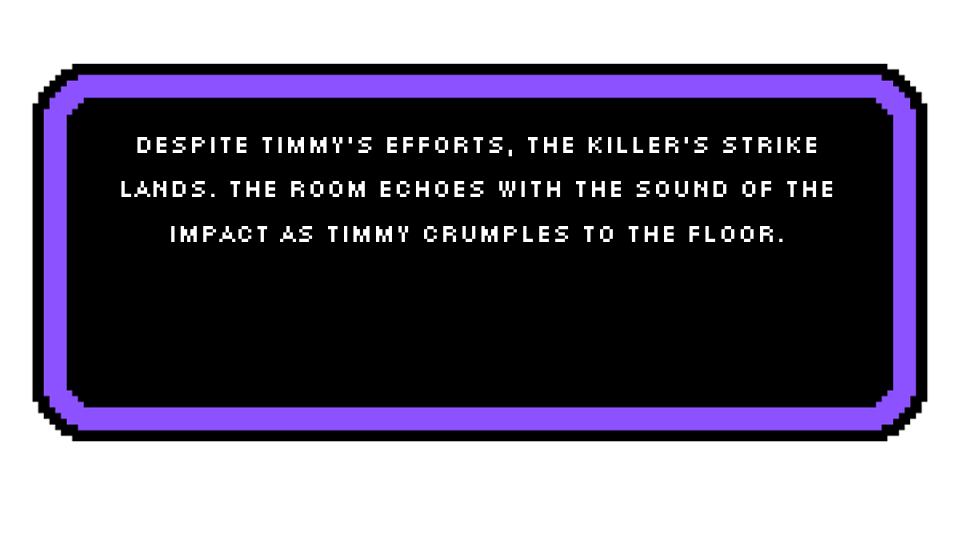 DESPITE TIMMY'S EFFORTS, THE KILLER'S STRIKE
LANDS. THE ROOM ECHOES WITH THE SOUND OF THE
IMPACT AS TIMMY CRUMPLES TO THE FLOOR.